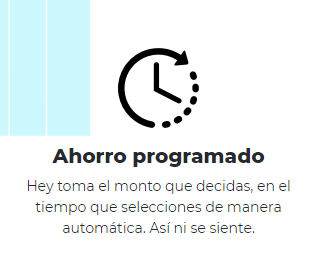 Ahorro programado
Hey toma el monto que decidas, en el
tiempo que selecciones de manera
automática. Así ni se siente.